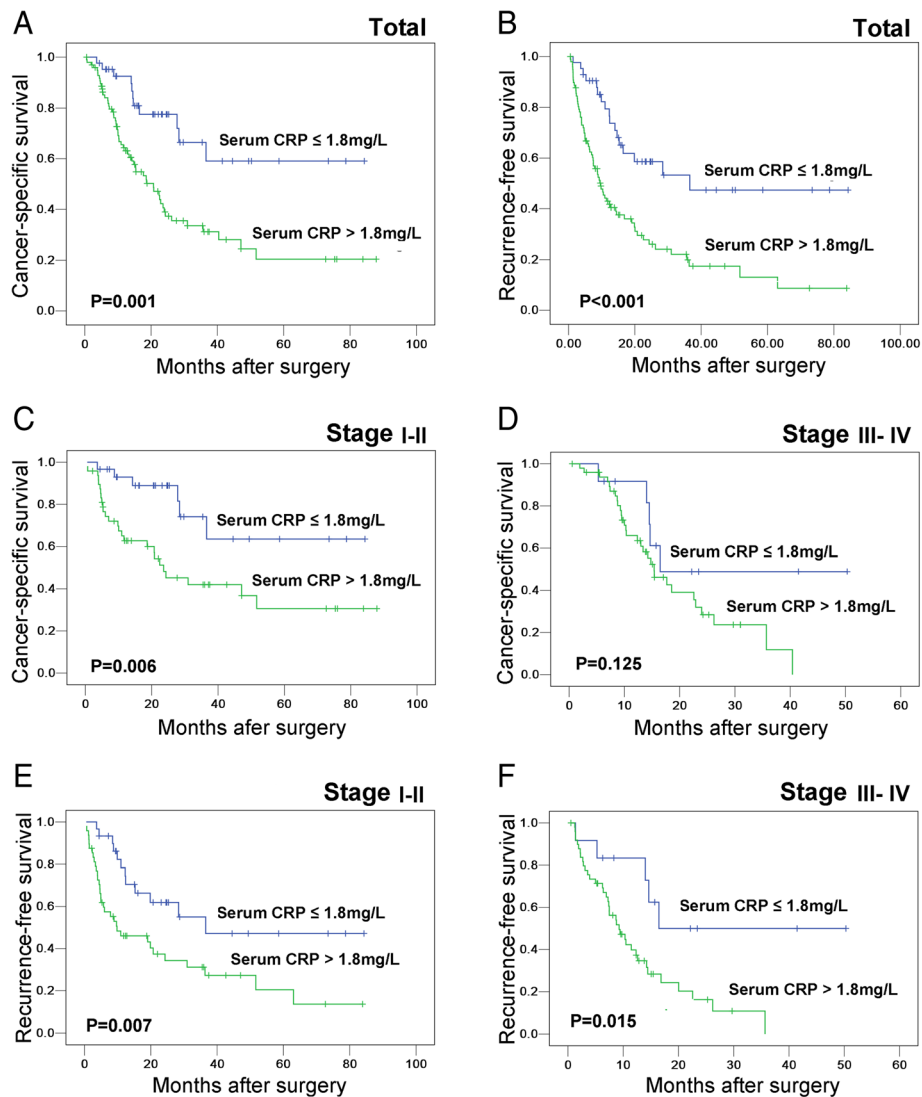 A
Total
Cancer-specific survival
1.0
0.8
0.6
0.4
0.2
0.0
Serum CRP ≤ 1.8mg/L
Serum CRP > 1.8mg/L
P=0.001
0
20
40
60
80
100
Months after surgery
B
Total
Recurrence-free survival
1.0
0.8
0.6
0.4
0.2
0.0
Serum CRP ≤ 1.8mg/L
Serum CRP > 1.8mg/L
P<0.001
0.00
20.00
40.00
60.00
80.00
100.00
Months after surgery
C
Stage I-II
Cancer-specific survival
1.0
0.8
0.6
0.4
0.2
0.0
Serum CRP ≤ 1.8mg/L
Serum CRP > 1.8mg/L
P=0.006
0
20
40
60
80
100
Months afer surgery
D
Stage III- IV
Cancer-specific survival
1.0
0.8
0.6
0.4
0.2
0.0
Serum CRP ≤ 1.8mg/L
Serum CRP > 1.8mg/L
P=0.125
0
10
20
30
40
50
60
Months after surgery
E
Stage I-II
Recurrence-free survival
1.0
0.8
0.6
0.4
0.2
0.0
Serum CRP ≤ 1.8mg/L
Serum CRP > 1.8mg/L
P=0.007
0
20
40
60
80
100
Months after surgery
F
Stage III- IV
Recurrence-free survival
1.0
0.8
0.6
0.4
0.2
0.0
Serum CRP ≤ 1.8mg/L
Serum CRP > 1.8mg/L
P=0.015
0
10
20
30
40
50
60
Months after surgery